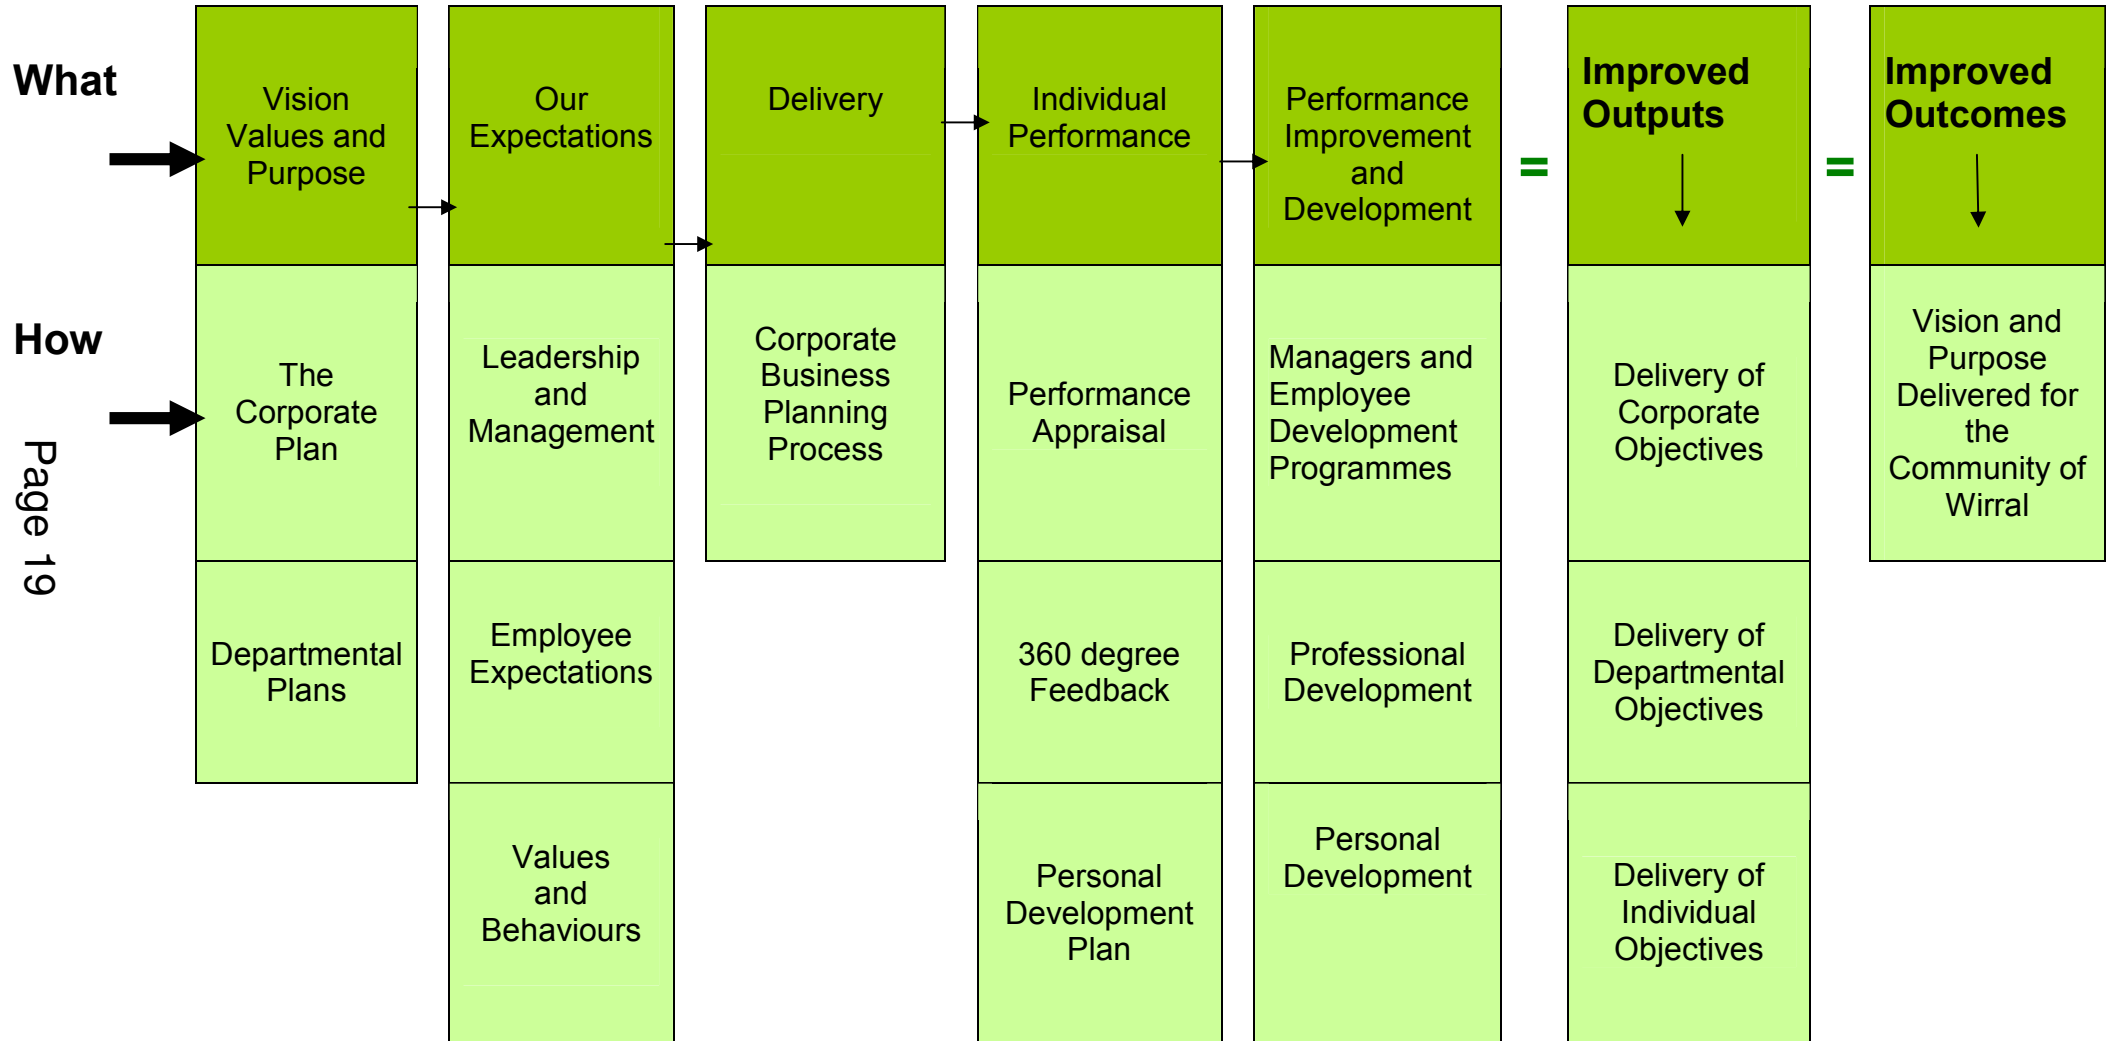 What
Vision
Values and
Purpose
Our
Expectations
Delivery
Individual
Performance
Performance
Improvement
and
Development
=
Improved
Outputs
=
Improved
Outcomes
How
The
Corporate
Plan
Leadership
and
Management
Corporate
Business
Planning
Process
Performance
Appraisal
Managers and
Employee
Development
Programmes
Delivery of
Corporate
Objectives
Vision and
Purpose
Delivered for
the
Community of
Wirral
Page 19
Departmental
Plans
Employee
Expectations
360 degree
Feedback
Professional
Development
Delivery of
Departmental
Objectives
Values
and
Behaviours
Personal
Development
Plan
Personal
Development
Delivery of
Individual
Objectives